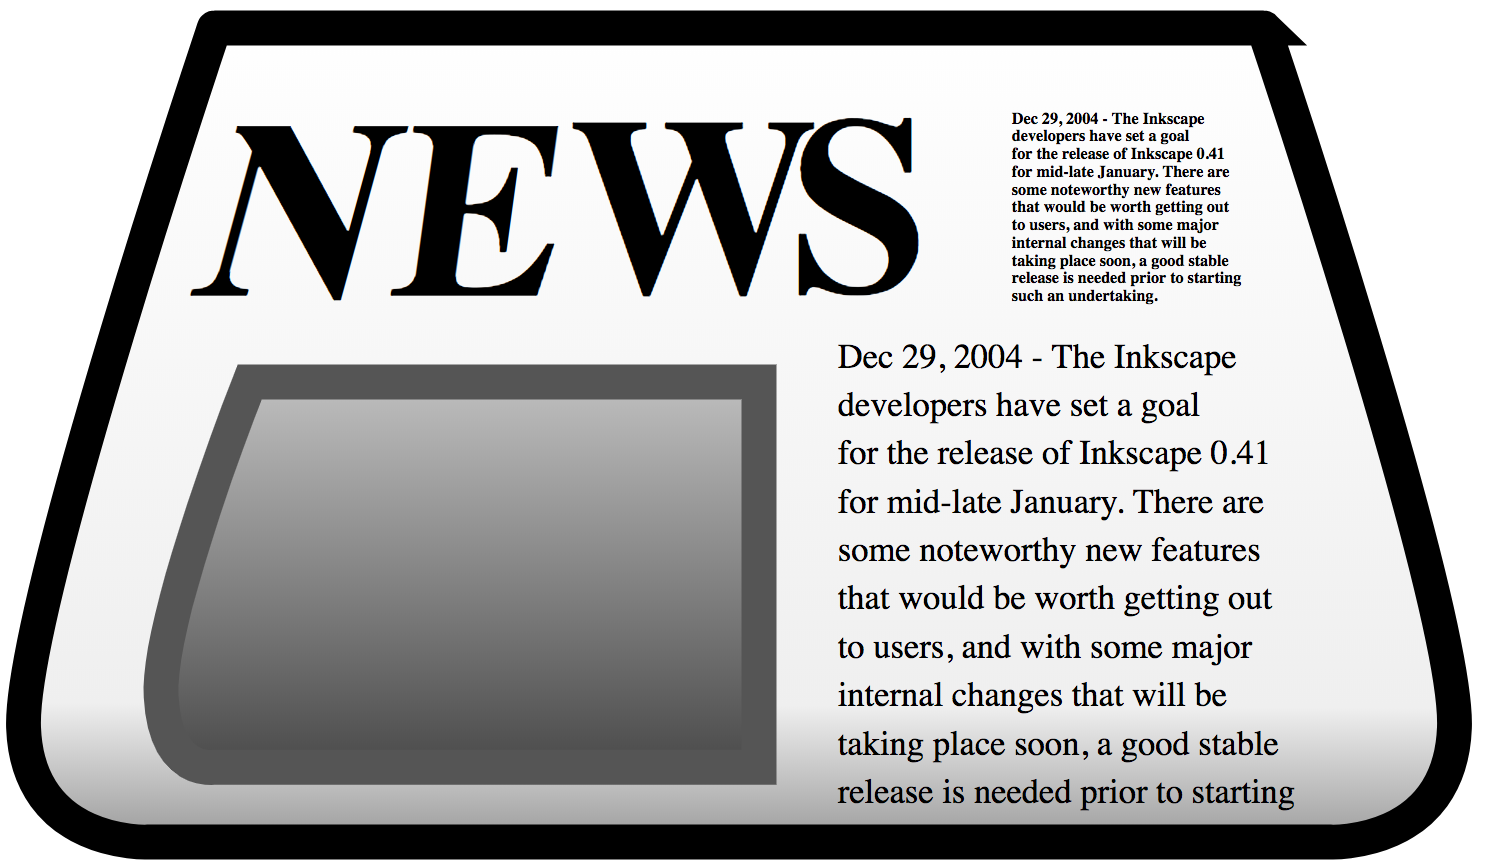 NEWS
Dec 29, 2004 - The Inkscape
developers have set a goal
for the release of Inkscape 0.41
for mid-late January. There are
some noteworthy new features
that would be worth getting out
to users, and with some major
internal changes that will be
taking place soon, a good stable
release is needed prior to starting
such an undertaking.
Dec 29, 2004 - The Inkscape
developers have set a goal
for the release of Inkscape 0.41
for mid-late January. There are
some noteworthy new features
that would be worth getting out
to users, and with some major
internal changes that will be
taking place soon, a good stable
release is needed prior to starting